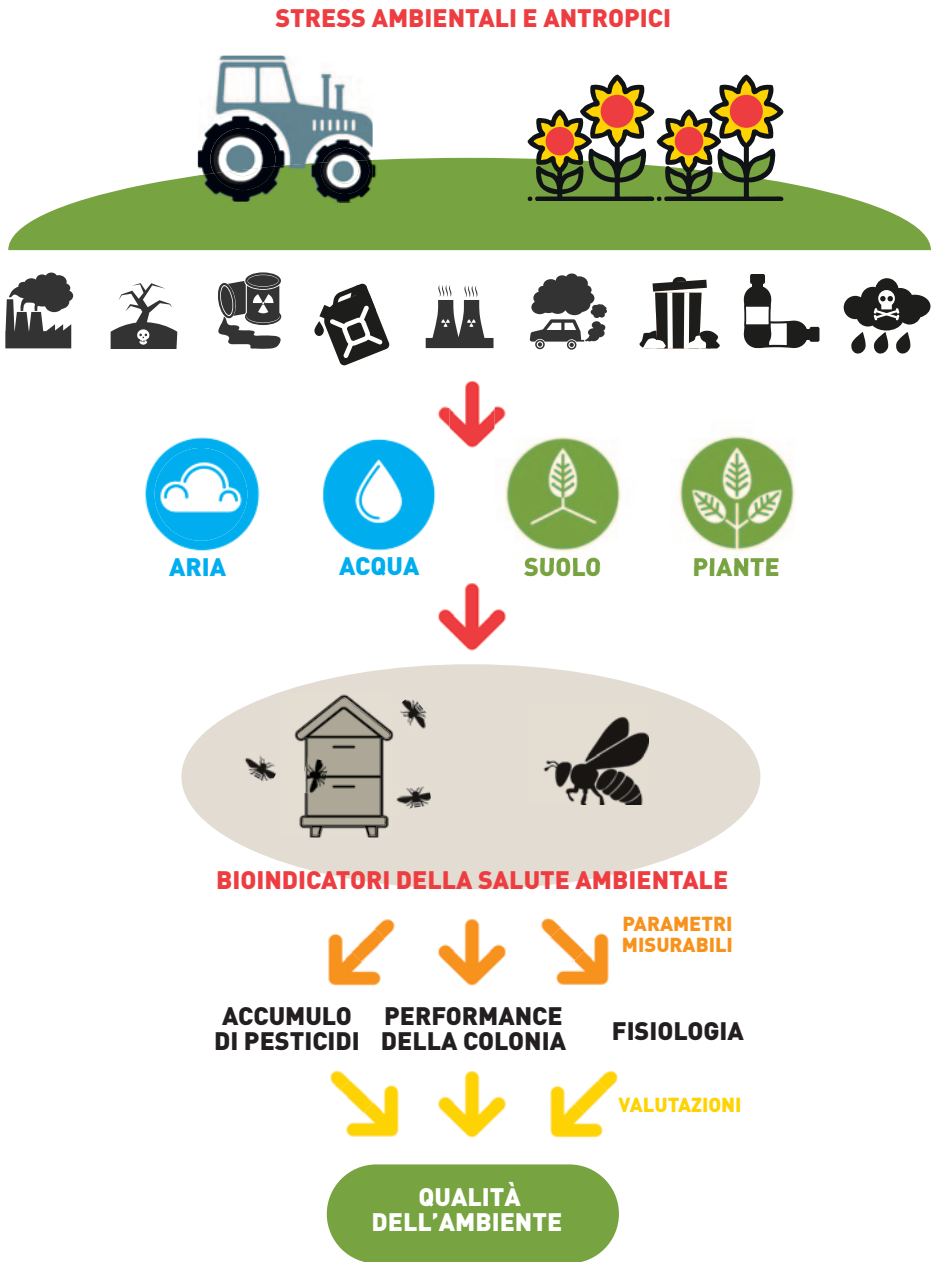 STRESS AMBIENTALI E ANTROPICI
ARIA
ACQUA
SUOLO
PIANTE
BIOINDICATORI DELLA SALUTE AMBIENTALE
PARAMETRI
MISURABILI
ACCUMULO
DI PESTICIDI
PERFORMANCE
DELLA COLONIA
FISIOLOGIA
VALUTAZIONI
QUALITÀ
DELL'AMBIENTE